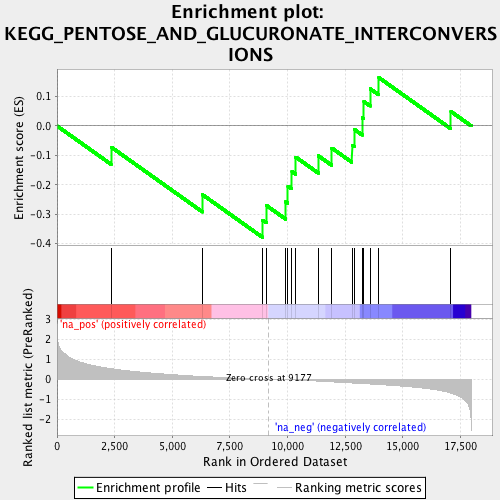 Enrichment plot:
KEGG_PENTOSE_AND_GLUCURONATE_INTERCONVERS
IONS
Enrichment score (ES)
0.1
0.0
-0.1
-0.2
-0.3
-0.4
'na_pos' (positively correlated)
Ranked list metric (PreRanked)
3
2
1
0
-1
-2
Zero cross at 9177
'na_neg' (negatively correlated)
0
2,500
5,000
7,500
10,000
12,500
15,000
17,500
Rank in Ordered Dataset
Enrichment profile
Hits
Ranking metric scores